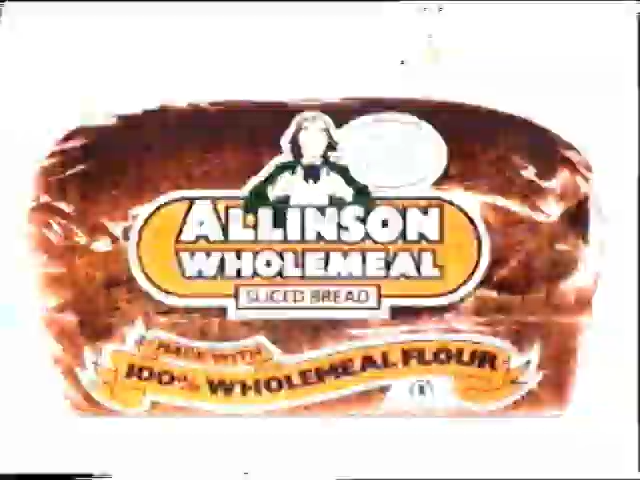 ALLINSON
WHOLEMEAL
SLICED BREAD
MADE WITH
100% WHOLEMEAL FLOUR